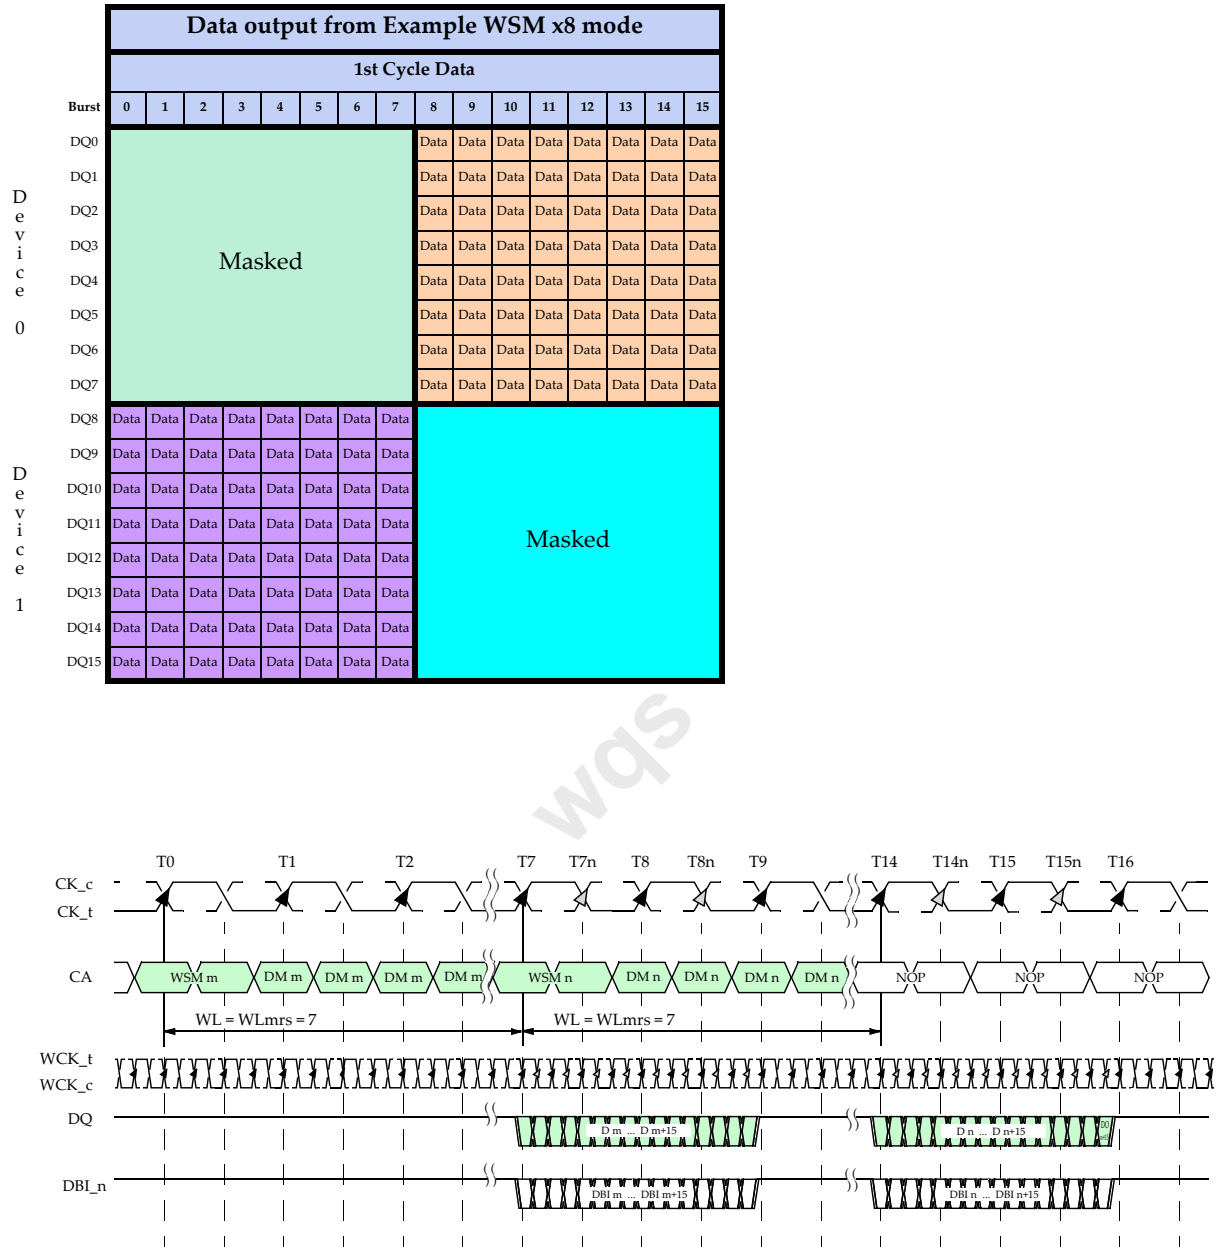 Data output from Example WSM x8 mode
1st Cycle Data
Burst 0 1 2 3 4 5 6 7 8 9 10 11 12 13 14 15
DQ0 Data Data Data Data Data Data Data Data
DQ1 Data Data Data Data Data Data Data Data
DQ2 Data Data Data Data Data Data Data Data
DQ3 Data Data Data Data Data Data Data Data
Device 0
Masked
DQ4 Data Data Data Data Data Data Data Data
DQ5 Data Data Data Data Data Data Data Data
DQ6 Data Data Data Data Data Data Data Data
DQ7 Data Data Data Data Data Data Data Data
DQ8 Data Data Data Data Data Data Data Data
DQ9 Data Data Data Data Data Data Data Data
DQ10 Data Data Data Data Data Data Data Data
DQ11 Data Data Data Data Data Data Data Data
Device 1
Masked
DQ12 Data Data Data Data Data Data Data Data
DQ13 Data Data Data Data Data Data Data Data
DQ14 Data Data Data Data Data Data Data Data
DQ15 Data Data Data Data Data Data Data Data
wqs
T0 T1 T2 T7 T7n T8 T8n T9 T14 T14n T15 T15n T16
CK_c
CK_t
CA WSM m DM m DM m DM m DM m WSM n DM n DM n DM n DM n NOP NOP NOP
WL = WLmrs = 7 WL = WLmrs = 7
WCK_t
WCK_c
DQ D m ... D m+15 D n ... D n+15
DBI_n DBI m ... DBI m+15 DBI n ... DBI n+15